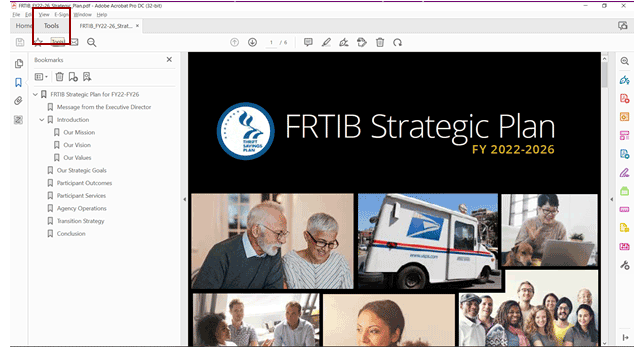 FRTIB_FY22-26_Strategic_Plan.pdf - Adobe Acrobat Pro DC (32-bit)
File Edit View E-Sign Window Help
Home Tools FRTIB_FY22-26_Strat... ×
Tools
1 / 6
Bookmarks
FRTIB Strategic Plan for FY22-FY26
Message from the Executive Director
Introduction
Our Mission
Our Vision
Our Values
Our Strategic Goals
Participant Outcomes
Participant Services
Agency Operations
Transition Strategy
Conclusion
THRIFT
SAVINGS
PLAN
FRTIB Strategic Plan
FY 2022-2026